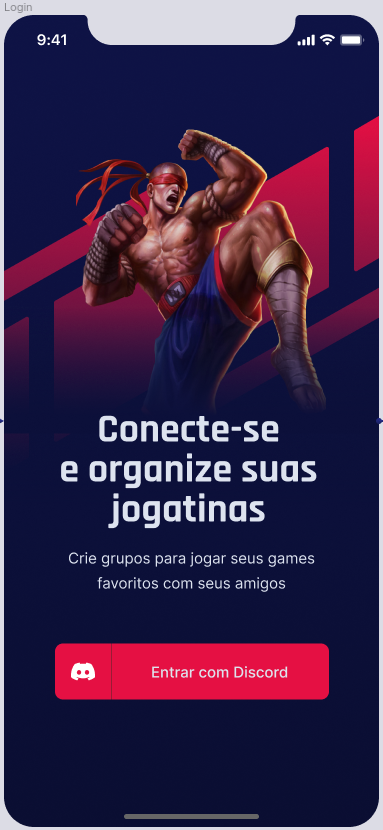 Login
9:41
Conecte-se
e organize suas
jogatinas
Crie grupos para jogar seus games
favoritos com seus amigos
Entrar com Discord